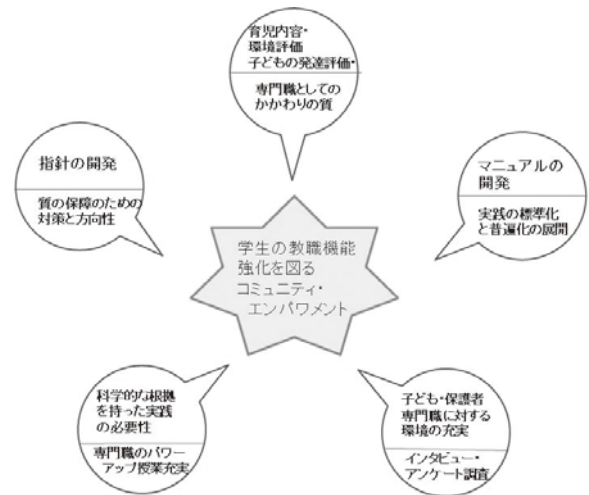 育児内容・
環境評価
子どもの発達評価・
専門職としての
かかわりの質
指針の開発
質の保障のための
対策と方向性
マニュアルの
開発
実践の標準化
と普遍化の展開
学生の教職機能
強化を図る
コミュニティ・
エンパワメント
科学的な根拠
を持った実践
の必要性
専門職のパワー
アップ授業充実
子ども・保護者
専門職に対する
環境の充実
インタビュー・
アンケート調査